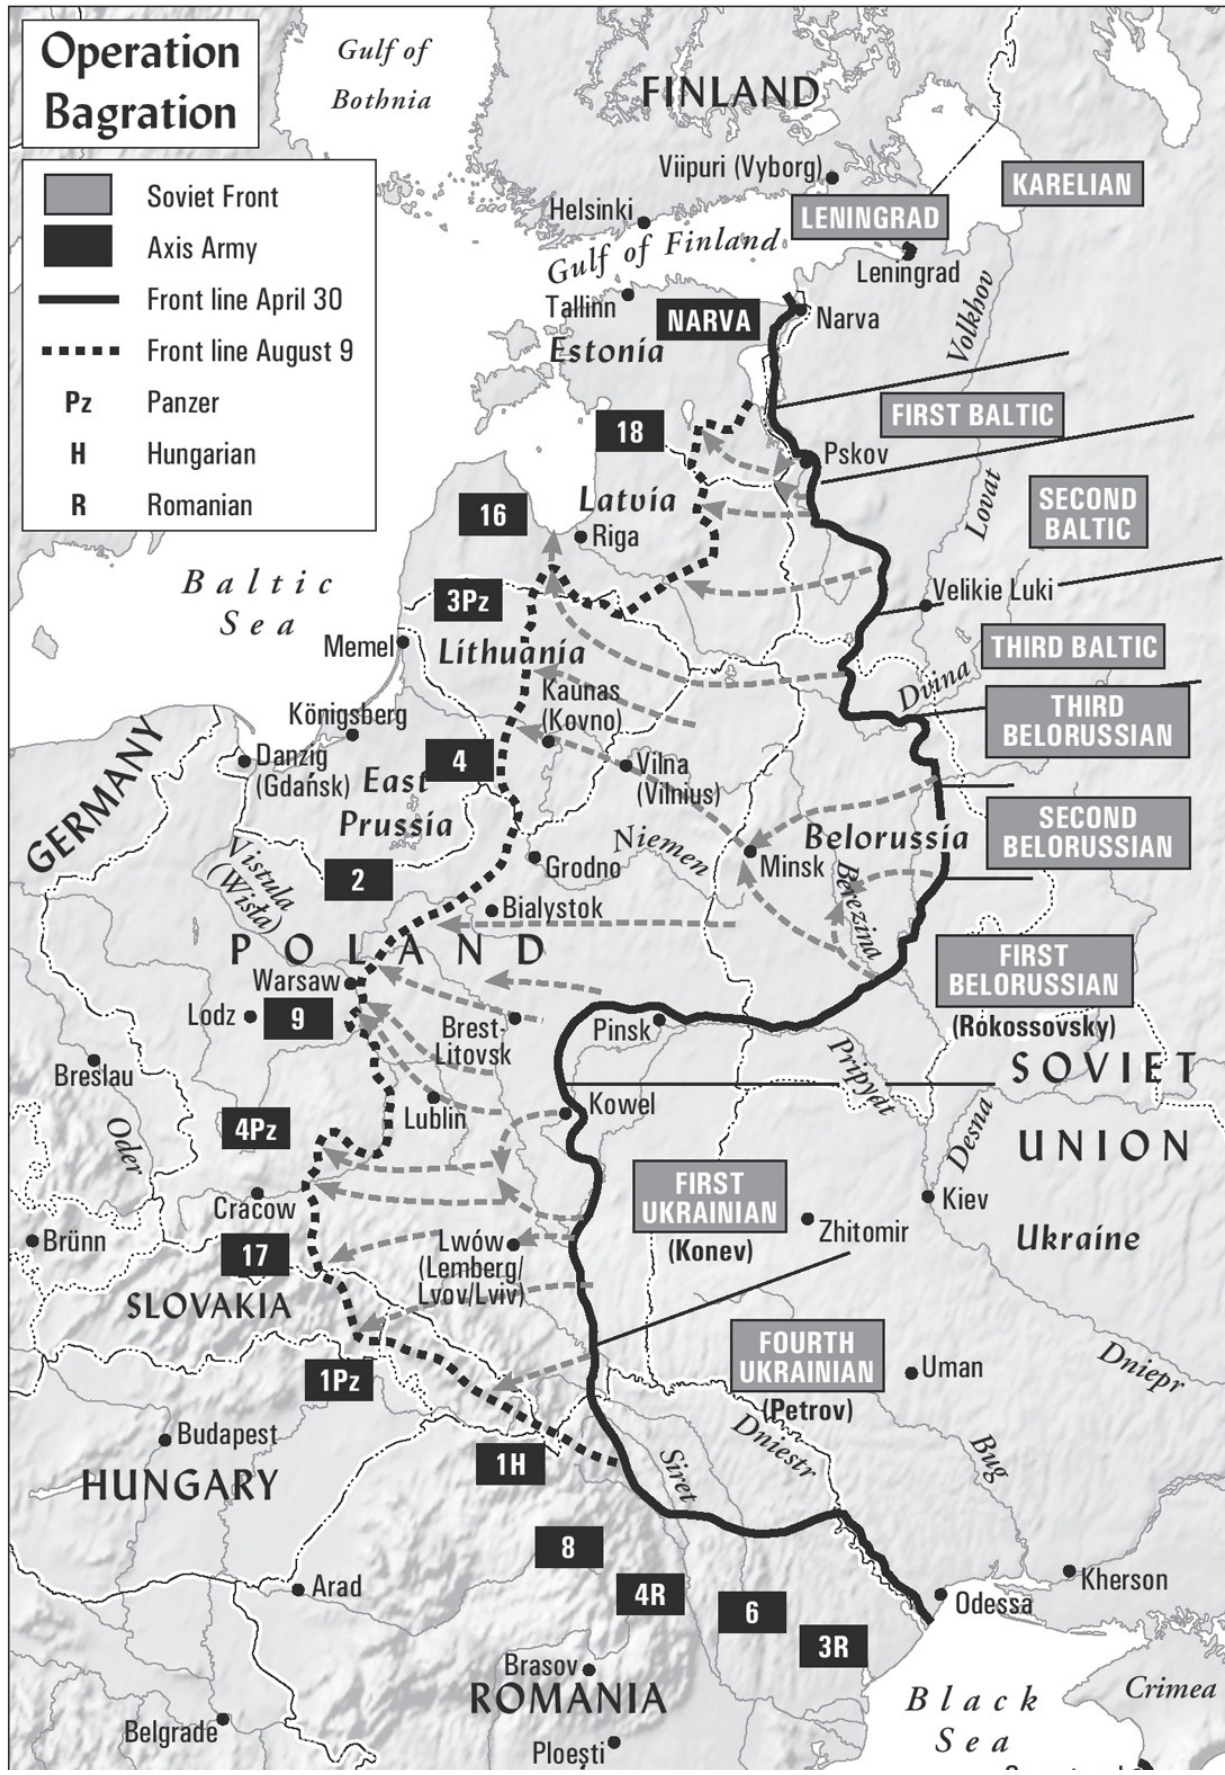 Operation
Bagration
Soviet Front
Axis Army
Front line April 30
Front line August 9
Pz Panzer
H Hungarian
R Romanian
Gulf of
Bothnia
FINLAND
Viipuri (Vyborg)
KARELIAN
LENINGRAD
Helsinki
Gulf of Finland
Leningrad
Tallinn
NARVA
Narva
Volkhov
Estonia
FIRST BALTIC
18
Pskov
Latvia
16
Riga
SECOND
BALTIC
Lovat
Baltic
Sea
3Pz
Velikie Luki
Memel
Lithuania
THIRD BALTIC
Dvina
Kaunas
(Kovno)
Königsberg
THIRD
BELORUSSIAN
GERMANY
Danzig
(Gdańsk)
East
Prussia
4
Vilna
(Vilnius)
Belorussia
SECOND
BELORUSSIAN
Vistula
(Wisła)
2
Grodno
Niemen
Minsk
Berezina
Bialystok
POLAND
FIRST
BELORUSSIAN
(Rokossovsky)
Warsaw
Lodz
9
Brest-
Litovsk
Pinsk
Pripydt
SOVIET
UNION
Breslau
Oder
Lublin
Kowel
Desna
4Pz
Cracow
FIRST
UKRAINIAN
(Konev)
Zhitomir
Kiev
Ukraine
Brünn
17
Lwów
(Lemberg/
Lvov/Lviv)
SLOVAKIA
FOURTH
UKRAINIAN
(Petrov)
Uman
Dniepr
1Pz
Budapest
HUNGARY
1H
Siret
Dniestr
Bug
8
Arad
4R
6
3R
Kherson
Odessa
Brasov
ROMANIA
Black
Sea
Crimea
Belgrade
Ploeşti